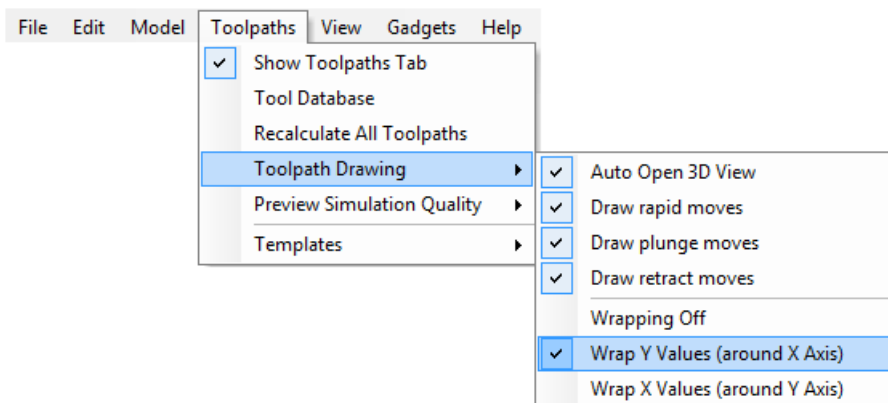 File Edit Model Toolpaths View Gadgets Help
Show Toolpaths Tab
Tool Database
Recalculate All Toolpaths
Toolpath Drawing
Preview Simulation Quality
Templates
Auto Open 3D View
Draw rapid moves
Draw plunge moves
Draw retract moves
Wrapping Off
Wrap Y Values (around X Axis)
Wrap X Values (around Y Axis)